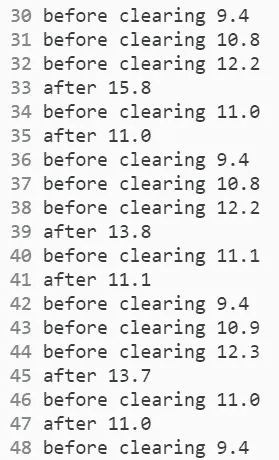 30 before clearing 9.4
31 before clearing 10.8
32 before clearing 12.2
33 after 15.8
34 before clearing 11.0
35 after 11.0
36 before clearing 9.4
37 before clearing 10.8
38 before clearing 12.2
39 after 13.8
40 before clearing 11.1
41 after 11.1
42 before clearing 9.4
43 before clearing 10.9
44 before clearing 12.3
45 after 13.7
46 before clearing 11.0
47 after 11.0
48 before clearing 9.4